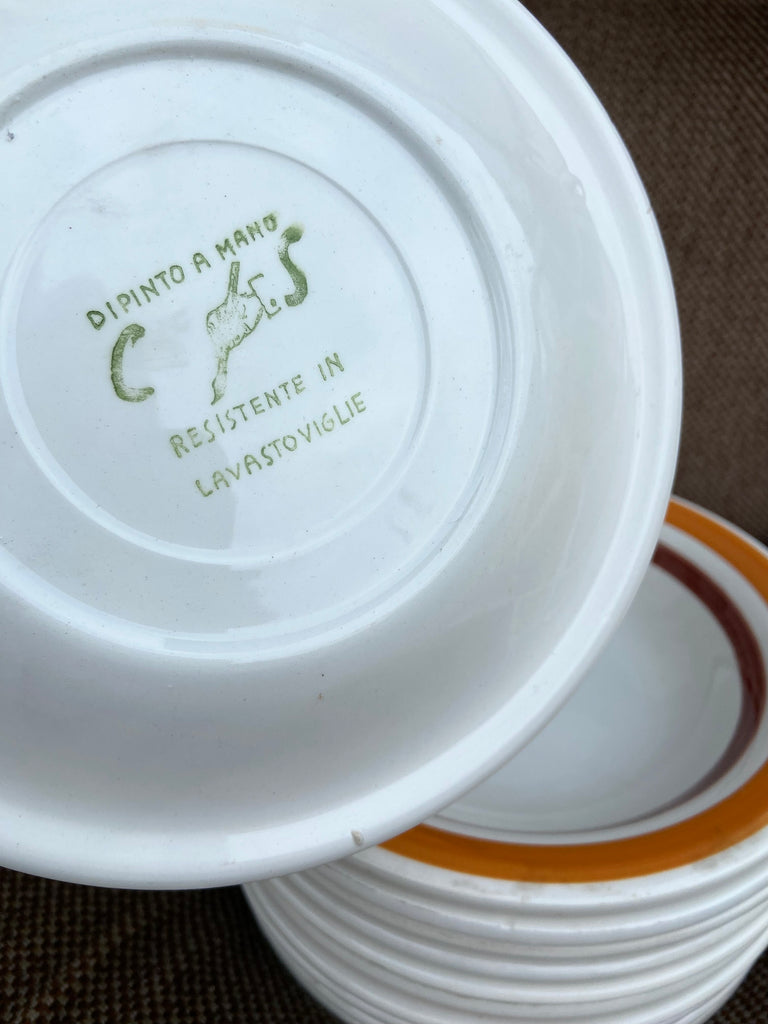 DIPINTO A MANO
C S
RESISTENTE IN
LAVASTOVIGLIE